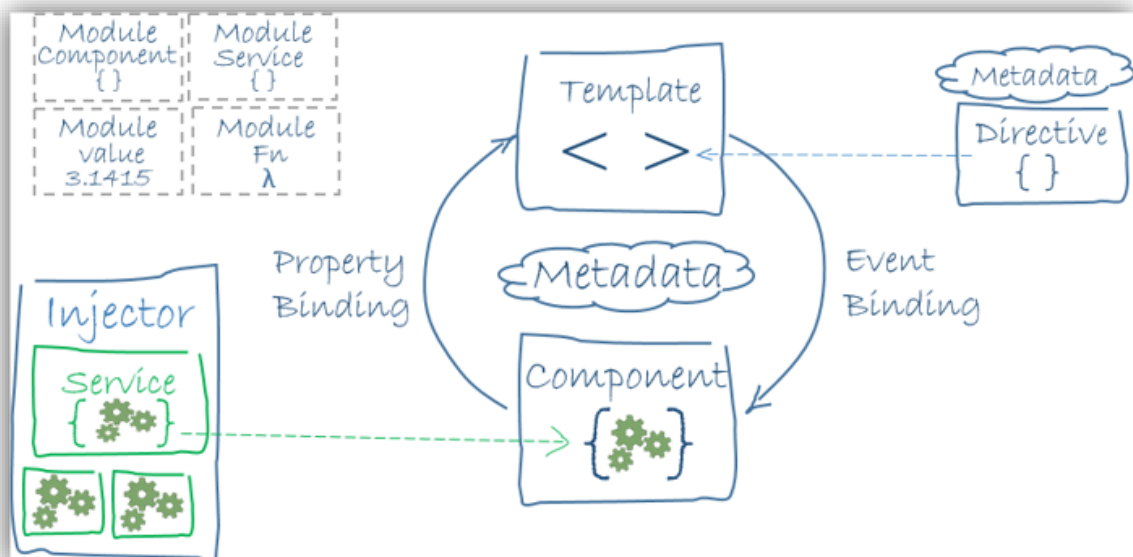 Module
Component
{ }
Module
Service
{ }
Module
value
3.1415
Module
Fn
λ
Template
< >
Metadata
Directive
{ }
Property
Binding
Metadata
Event
Binding
Injector
Service
{ }
Component
{ }